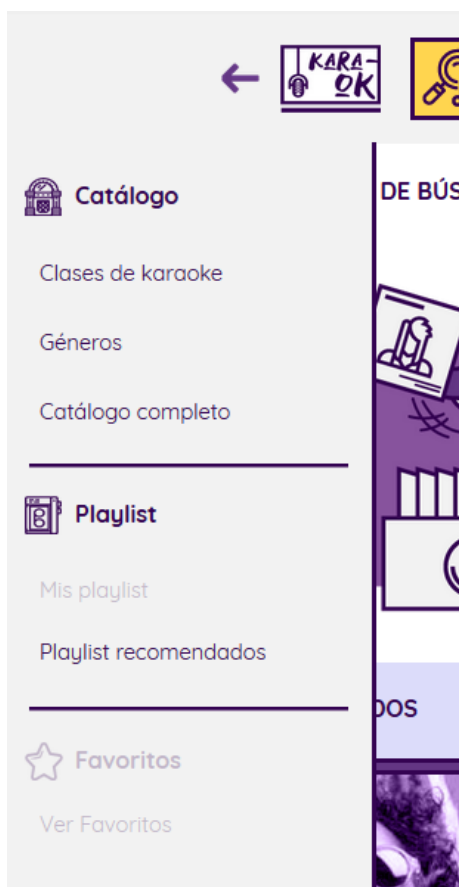 KARA-
OK
Catálogo
DE BÚS
Clases de karaoke
Géneros
Catálogo completo
Playlist
Mis playlist
Playlist recomendados
DOS
Favoritos
Ver Favoritos